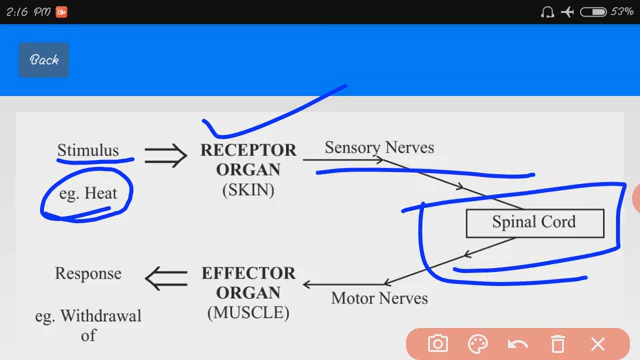 2:16 PM 53%
Back
Stimulus RECEPTOR ORGAN (SKIN) Sensory Nerves
eg. Heat
Spinal Cord
Response EFFECTOR ORGAN (MUSCLE) Motor Nerves
eg. Withdrawal
of